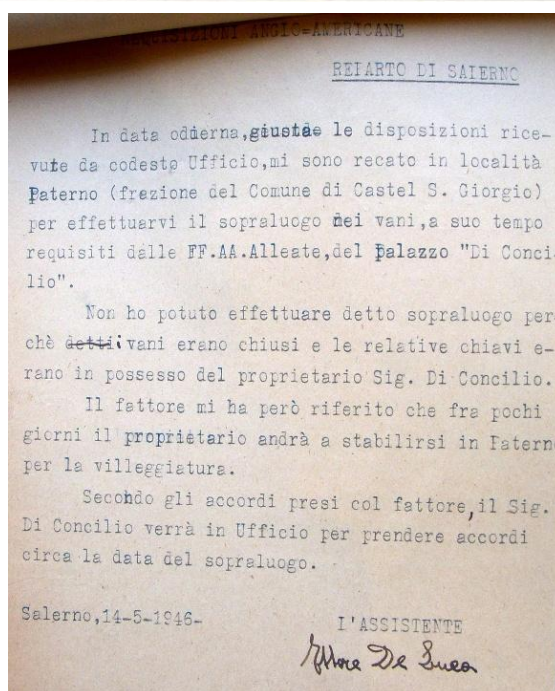 REQUISIZIONI ANGLO=AMERICANE
REPARTO DI SALERNO
In data odierna,giusta le disposizioni rice-
vute da codesto Ufficio,mi sono recato in località
Paterno (frazione del Comune di Castel S. Giorgio)
per effettuarvi il sopraluogo nei vani,a suo tempo
requisiti dalle FF.AA.Alleate,del palazzo "Di Conci
lio".
Non ho potuto effettuare detto sopraluogo per
chè detti i vani erano chiusi e le relative chiavi e-
rano in possesso del proprietario Sig. Di Concilio.
Il fattore mi ha però riferito che fra pochi
giorni il proprietario andrà a stabilirsi in Patern
per la villeggiatura.
Secondo gli accordi presi col fattore,il Sig.
Di Concilio verrà in Ufficio per prendere accordi
circa la data del sopraluogo.
Salerno,14-5-1946-
L'ASSISTENTE
Ettore De Luca